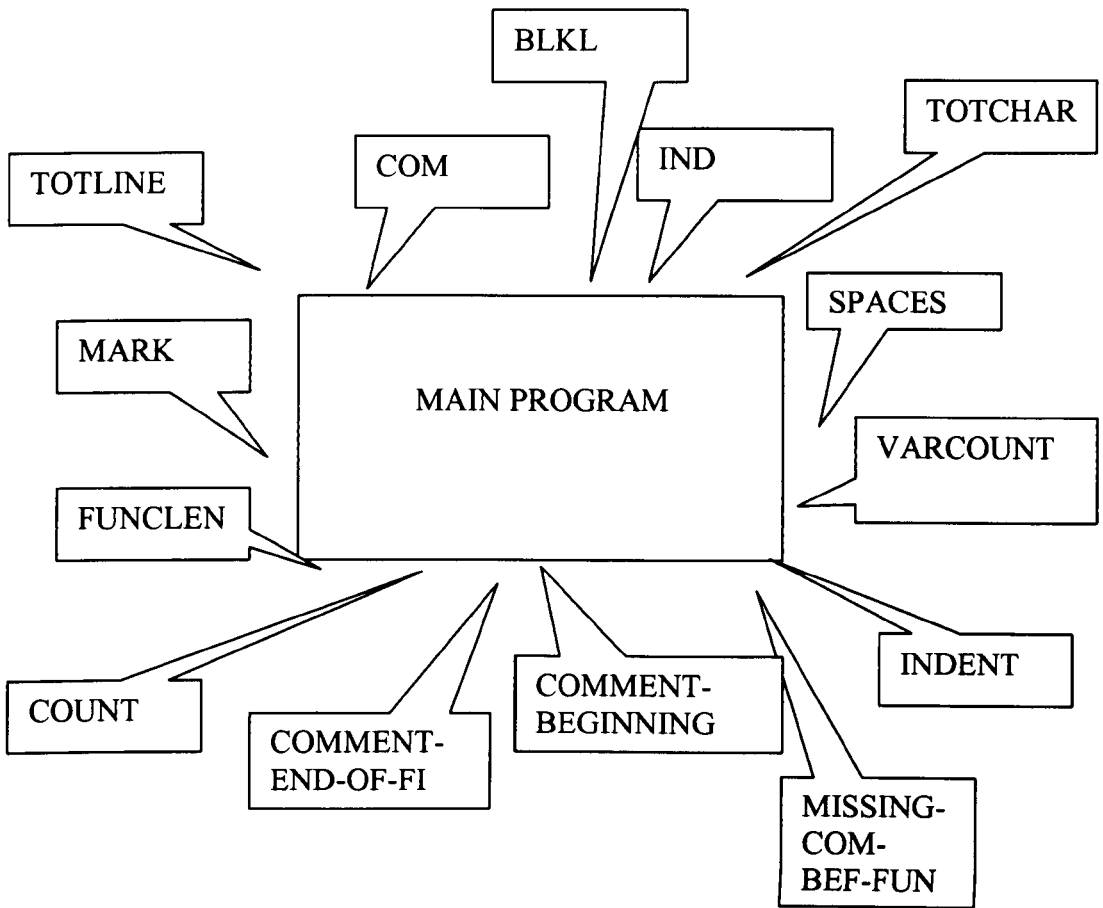 BLKL
TOTCHAR
COM
IND
TOTLINE
SPACES
MARK
MAIN PROGRAM
VARCOUNT
FUNCLEN
INDENT
COMMENT-
BEGINNING
COUNT
COMMENT-
END-OF-FI
MISSING-
COM-
BEF-FUN